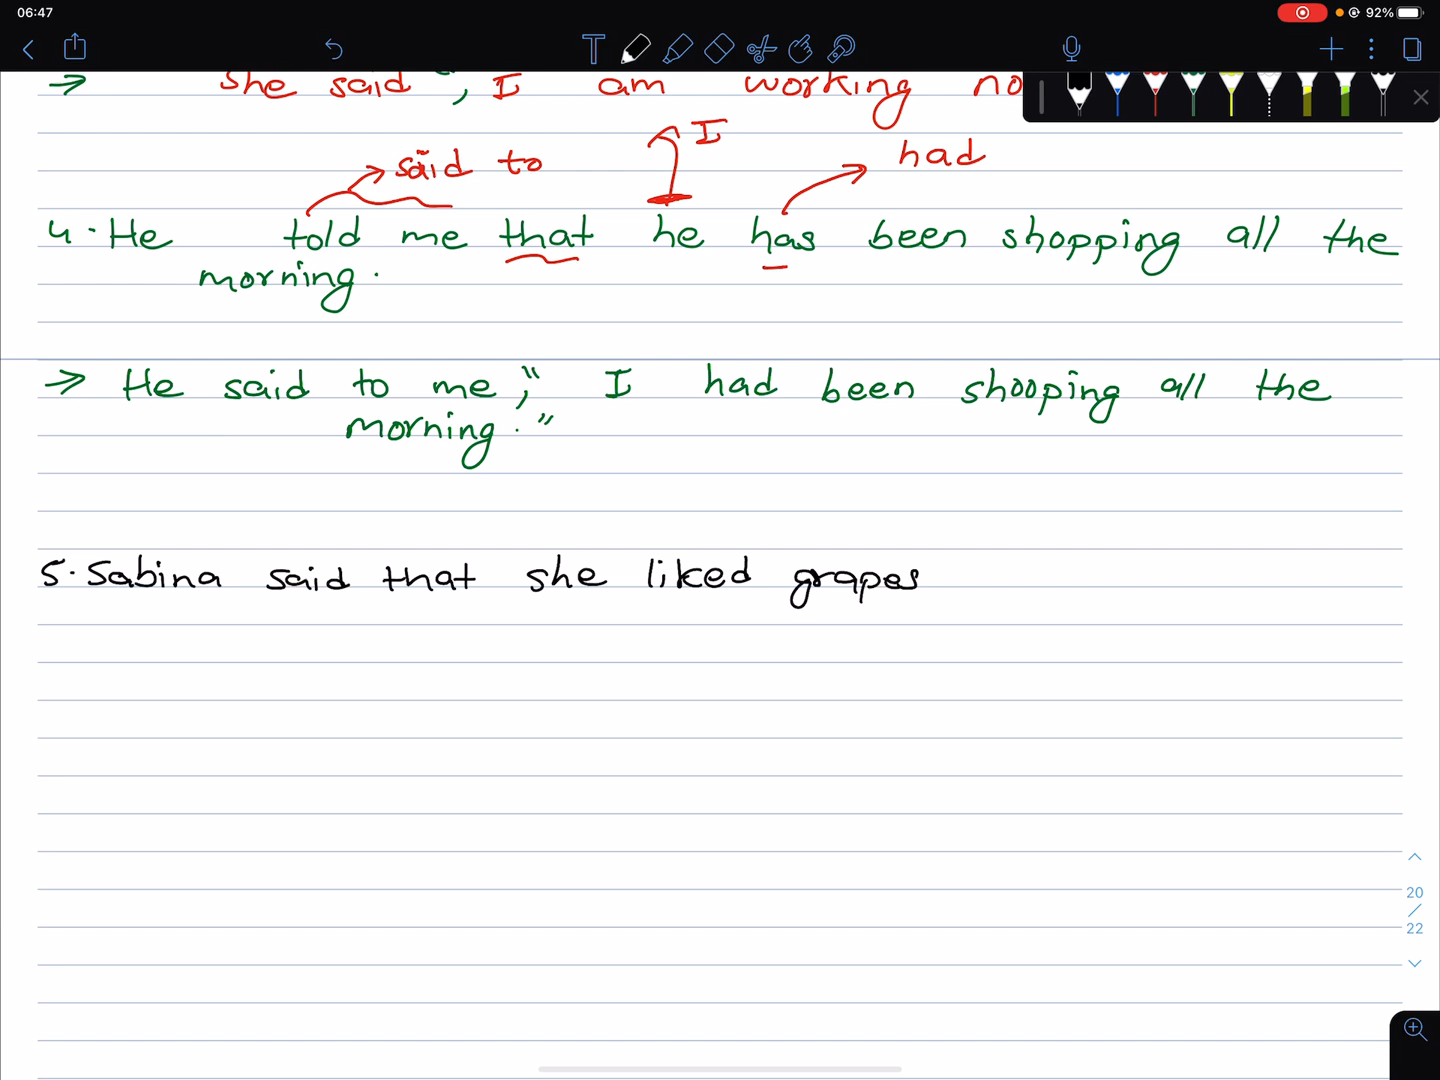 06:47
92%
→ She said ", I am working no
said to I had
4. He told me that he has been shopping all the
morning.
⇒ He said to me," I had been shooping all the
morning."
5. Sabina said that she liked grapes
20
/
22